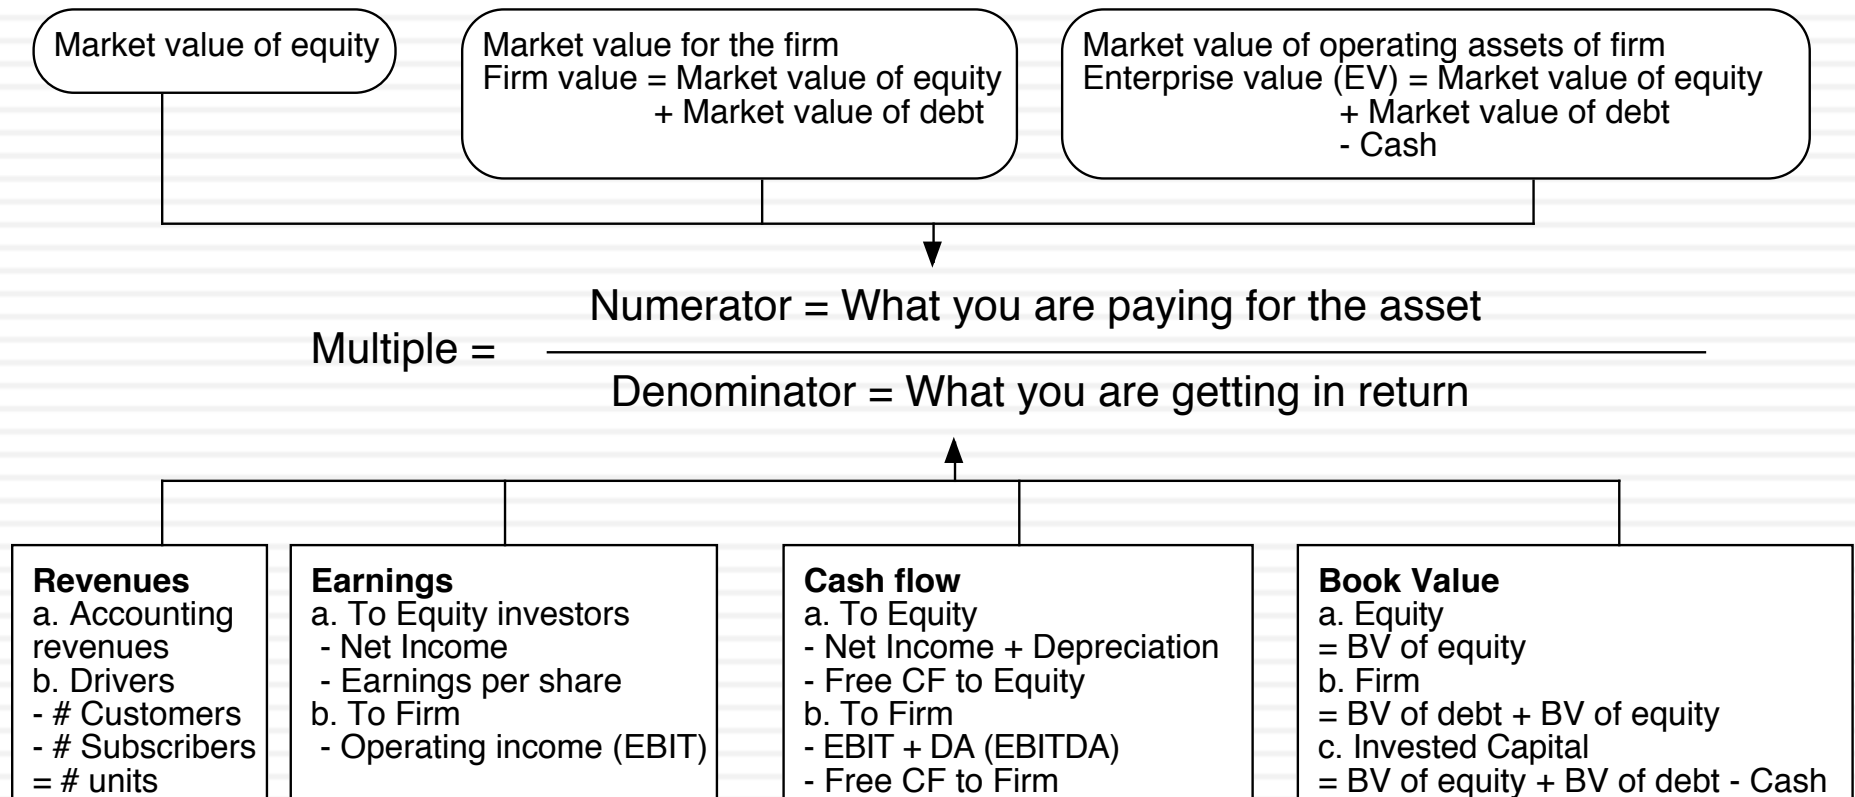 Market value of equity
Market value for the firm
Firm value = Market value of equity
+ Market value of debt
Market value of operating assets of firm
Enterprise value (EV) = Market value of equity
+ Market value of debt
- Cash
Numerator = What you are paying for the asset
Multiple =
Denominator = What you are getting in return
Revenues
a. Accounting
revenues
b. Drivers
- # Customers
- # Subscribers
= # units
Earnings
a. To Equity investors
- Net Income
- Earnings per share
b. To Firm
- Operating income (EBIT)
Cash flow
a. To Equity
- Net Income + Depreciation
- Free CF to Equity
b. To Firm
- EBIT + DA (EBITDA)
- Free CF to Firm
Book Value
a. Equity
= BV of equity
b. Firm
= BV of debt + BV of equity
c. Invested Capital
= BV of equity + BV of debt - Cash